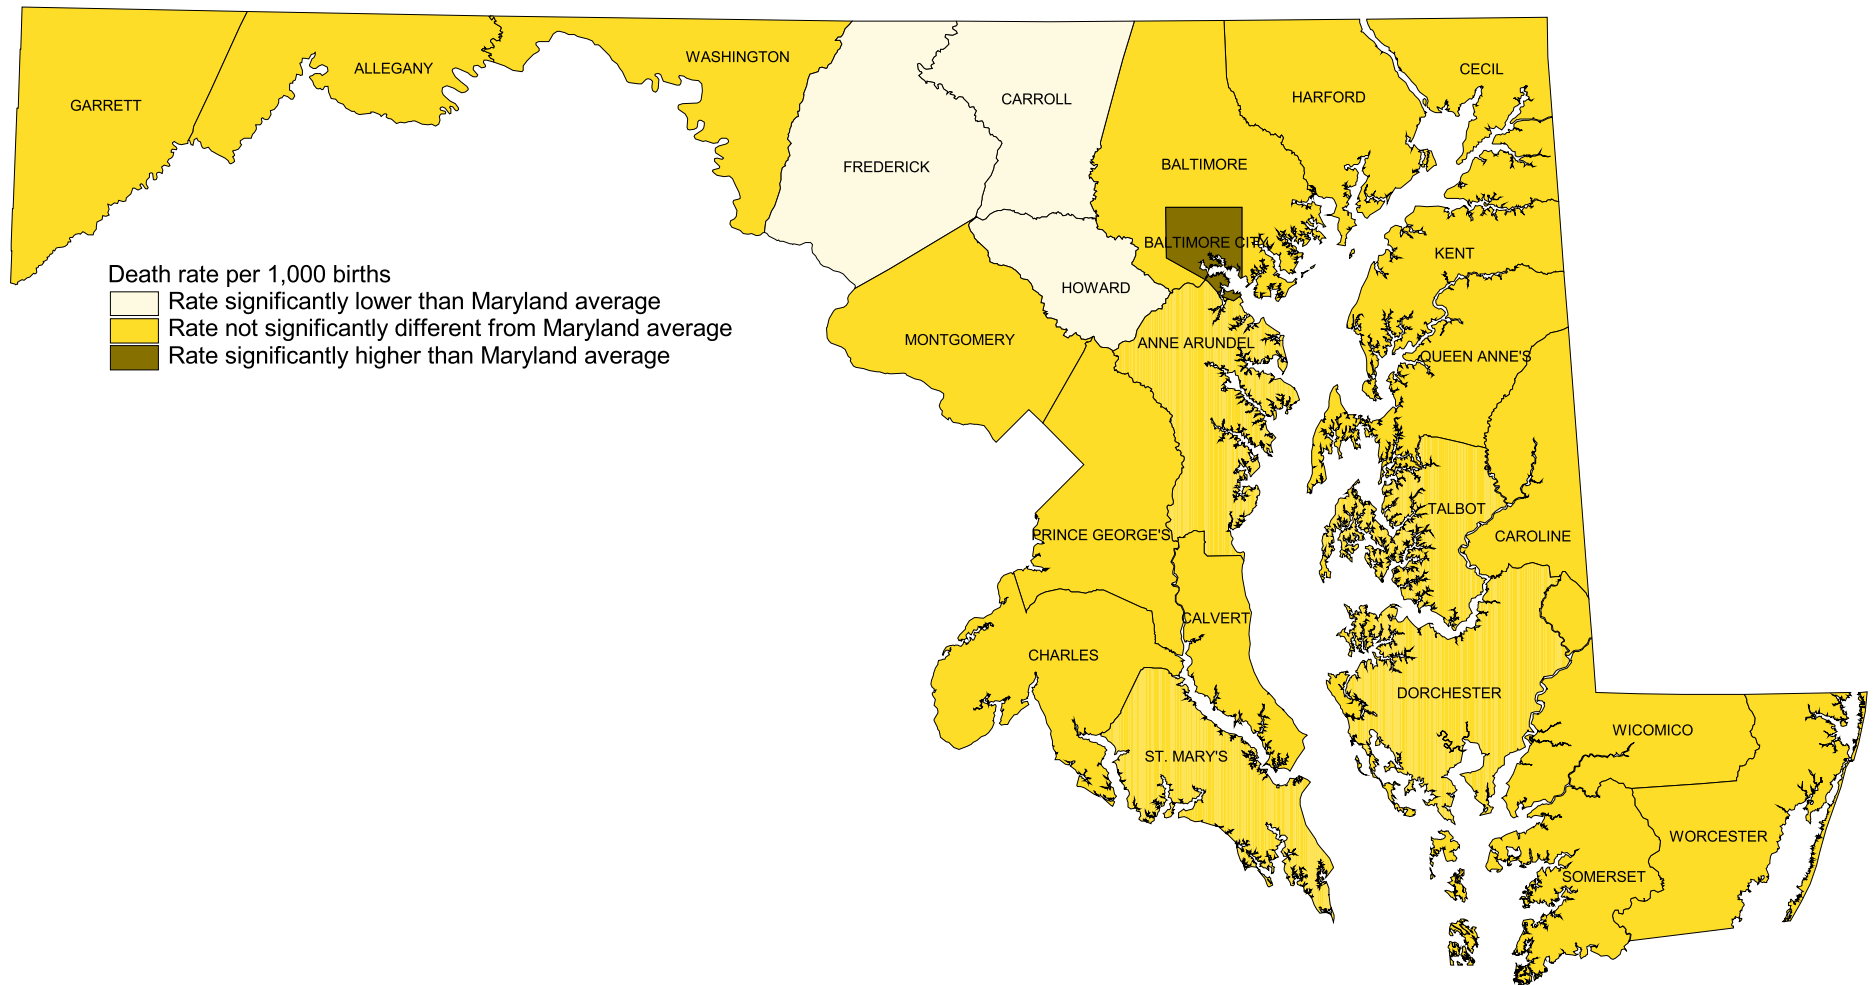 WASHINGTON
ALLEGANY
CECIL
GARRETT
CARROLL
HARFORD
FREDERICK
BALTIMORE
BALTIMORE CITY
KENT
Death rate per 1,000 births
Rate significantly lower than Maryland average
Rate not significantly different from Maryland average
Rate significantly higher than Maryland average
HOWARD
MONTGOMERY
ANNE ARUNDEL
QUEEN ANNE'S
TALBOT
PRINCE GEORGE'S
CAROLINE
CALVERT
CHARLES
DORCHESTER
WICOMICO
ST. MARY'S
WORCESTER
SOMERSET